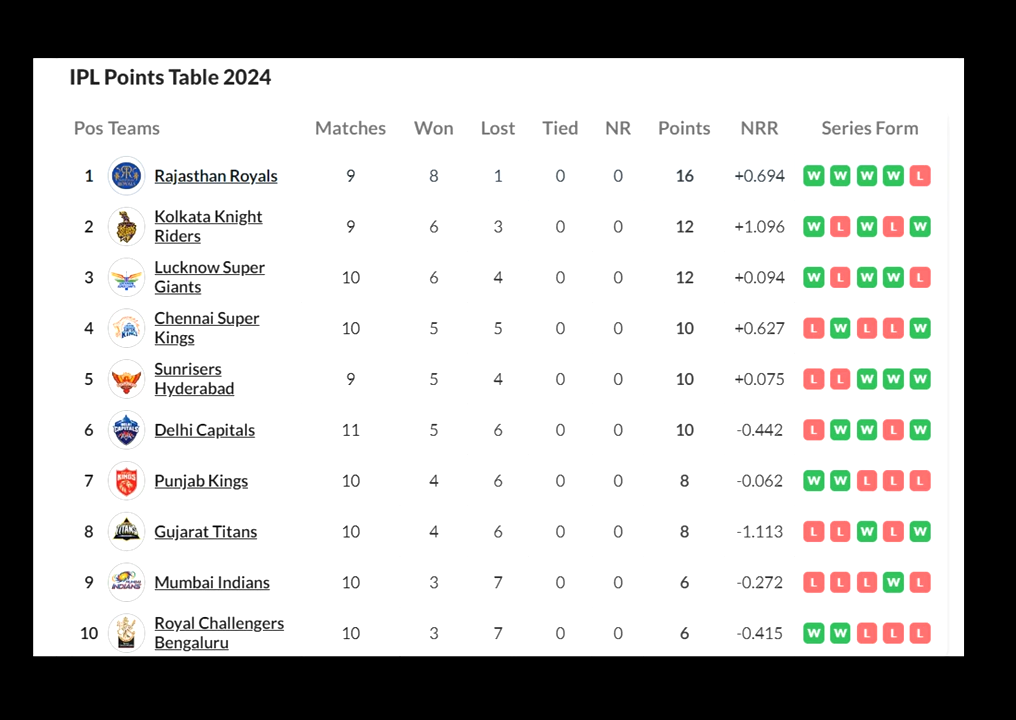 IPL Points Table 2024
Pos Teams Matches Won Lost Tied NR Points NRR Series Form
1 Rajasthan Royals 9 8 1 0 0 16 +0.694 W W W W L
2 Kolkata Knight Riders 9 6 3 0 0 12 +1.096 W L W L W
3 Lucknow Super Giants 10 6 4 0 0 12 +0.094 W L W W L
4 Chennai Super Kings 10 5 5 0 0 10 +0.627 L W L L W
5 Sunrisers Hyderabad 9 5 4 0 0 10 +0.075 L L W W W
6 Delhi Capitals 11 5 6 0 0 10 -0.442 L W W L W
7 Punjab Kings 10 4 6 0 0 8 -0.062 W W L L L
8 Gujarat Titans 10 4 6 0 0 8 -1.113 L L W L W
9 Mumbai Indians 10 3 7 0 0 6 -0.272 L L L W L
10 Royal Challengers Bengaluru 10 3 7 0 0 6 -0.415 W W L L L